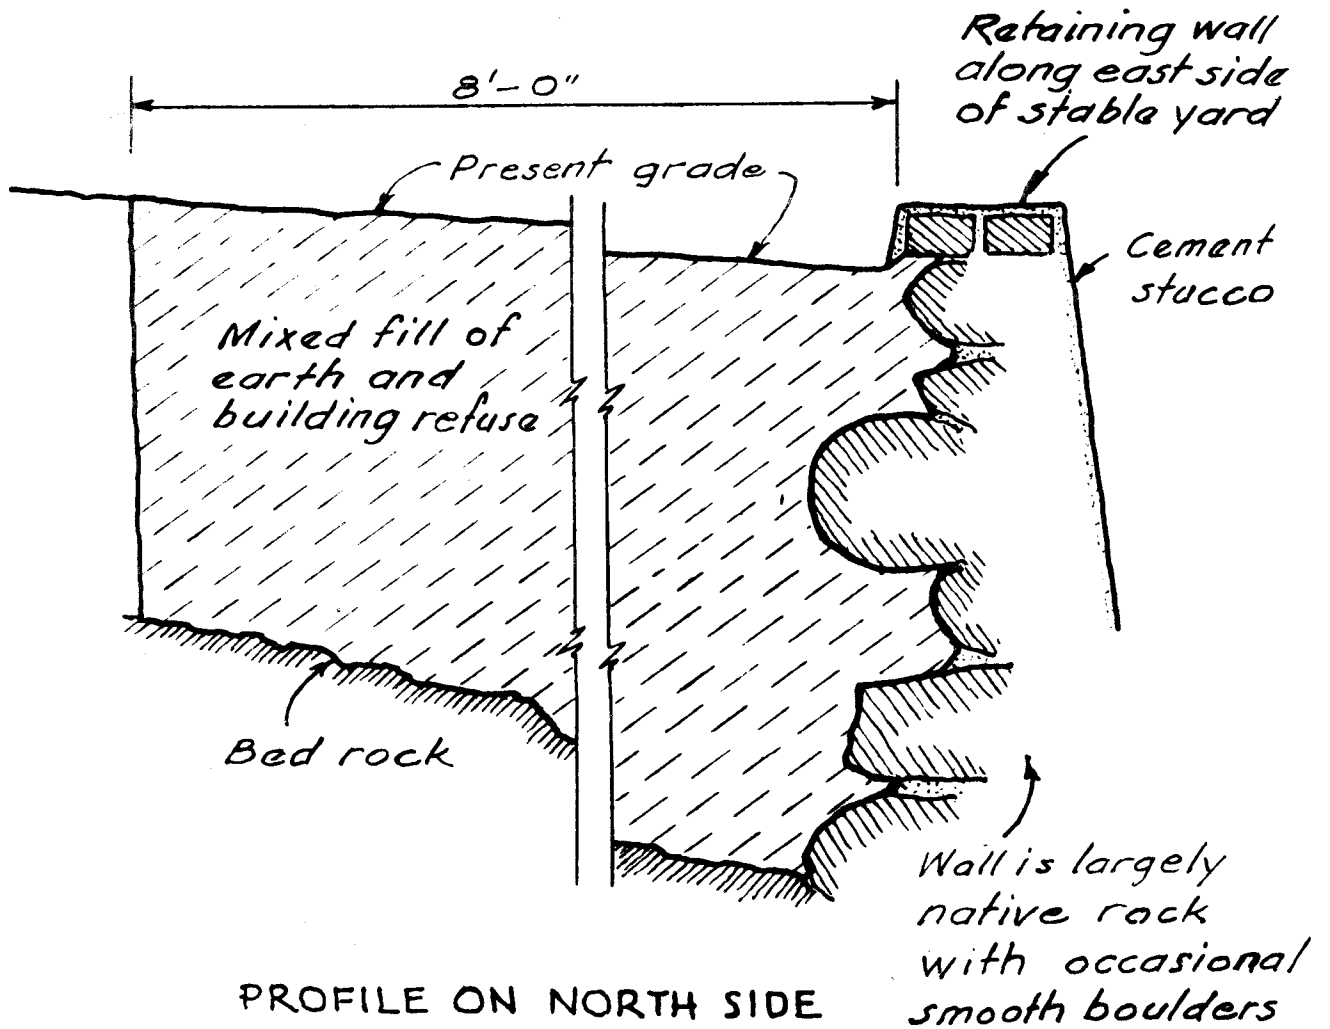 Retaining wall
along east side
of stable yard
8'-0"
Present grade
Cement
stucco
Mixed fill of
earth and
building refuse
Bed rock
Wall is largely
native rock
with occasional
smooth boulders
PROFILE ON NORTH SIDE